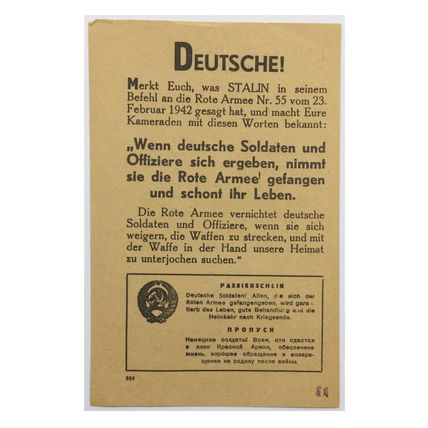 DEUTSCHE!
Merkt Euch, was STALIN in seinem
Befehl an die Rote Armee Nr. 55 vom 23.
Februar 1942 gesagt hat, und macht Eure
Kameraden mit diesen Worten bekannt:
„Wenn deutsche Soldaten und
Offiziere sich ergeben, nimmt
sie die Rote Armee gefangen
und schont ihr Leben.
Die Rote Armee vernichtet deutsche
Soldaten und Offiziere, wenn sie sich
weigern, die Waffen zu strecken, und mit
der Waffe in der Hand unsere Heimat
zu unterjochen suchen.“
PASSIERSCHEIN
Deutsche Soldaten! Allen, die sich der
Roten Armee gefangengeben, wird garan-
tiert das Leben, gute Behandlung und die
Heimkehr nach Kriegsende.
ПРОПУСК
Немецкие солдаты! Всем, кто сдастся
в плен Красной Армии, обеспечена
жизнь, хорошее обращение и возвра-
щение на родину после войны.